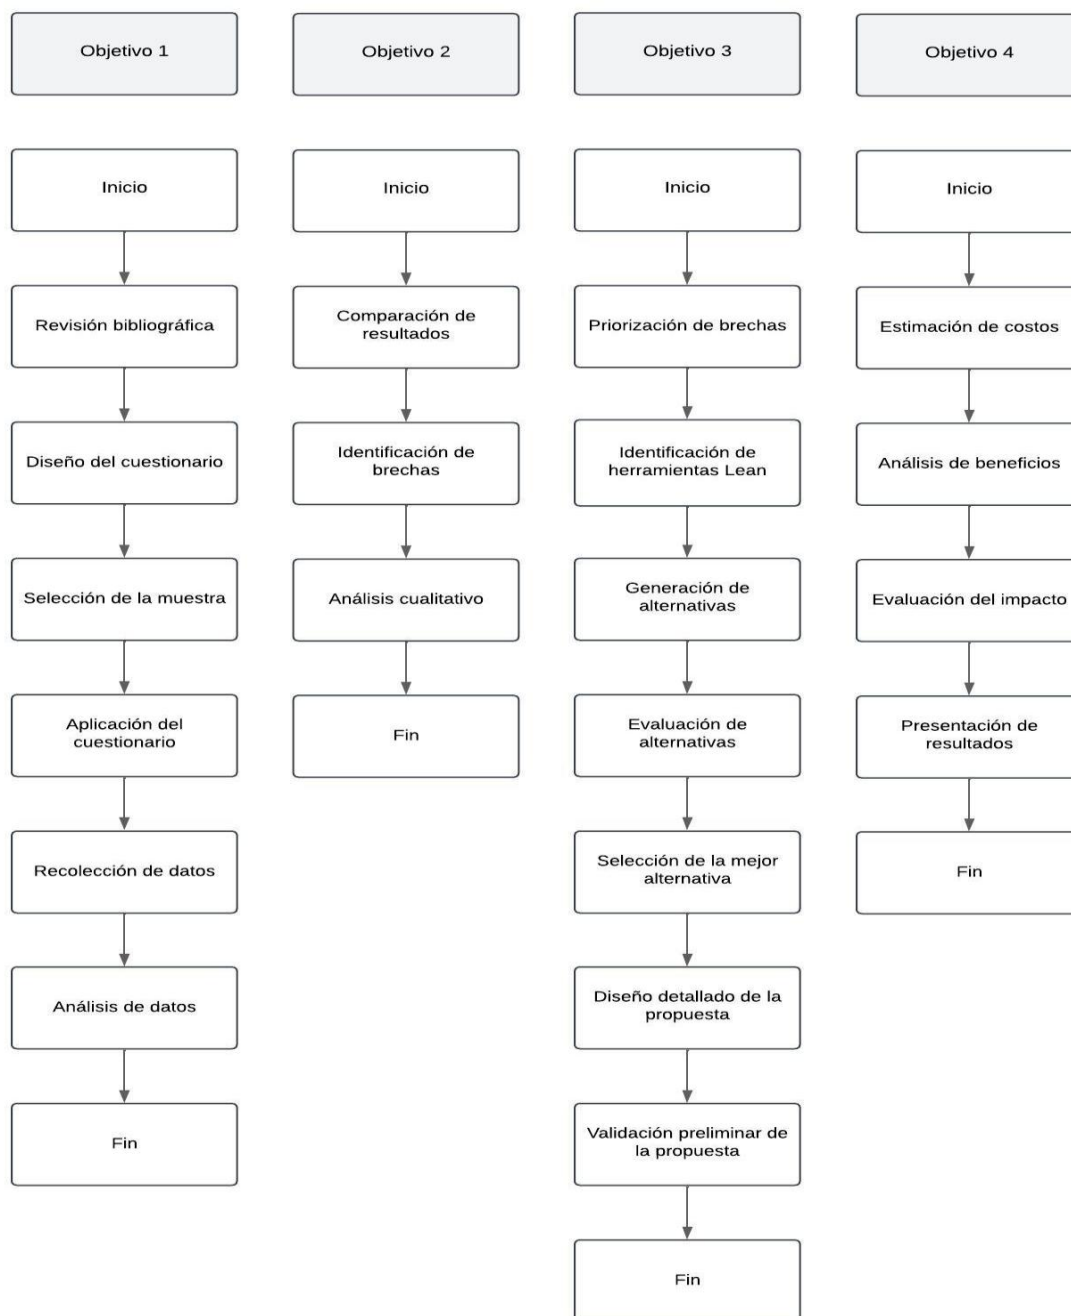 Objetivo 1
Inicio
Revisión bibliográfica
Diseño del cuestionario
Selección de la muestra
Aplicación del
cuestionario
Recolección de datos
Análisis de datos
Fin
Objetivo 2
Inicio
Comparación de
resultados
Identificación de
brechas
Análisis cualitativo
Fin
Objetivo 3
Inicio
Priorización de brechas
Identificación de
herramientas Lean
Generación de
alternativas
Evaluación de
alternativas
Selección de la mejor
alternativa
Diseño detallado de la
propuesta
Validación preliminar de
la propuesta
Fin
Objetivo 4
Inicio
Estimación de costos
Análisis de beneficios
Evaluación del impacto
Presentación de
resultados
Fin